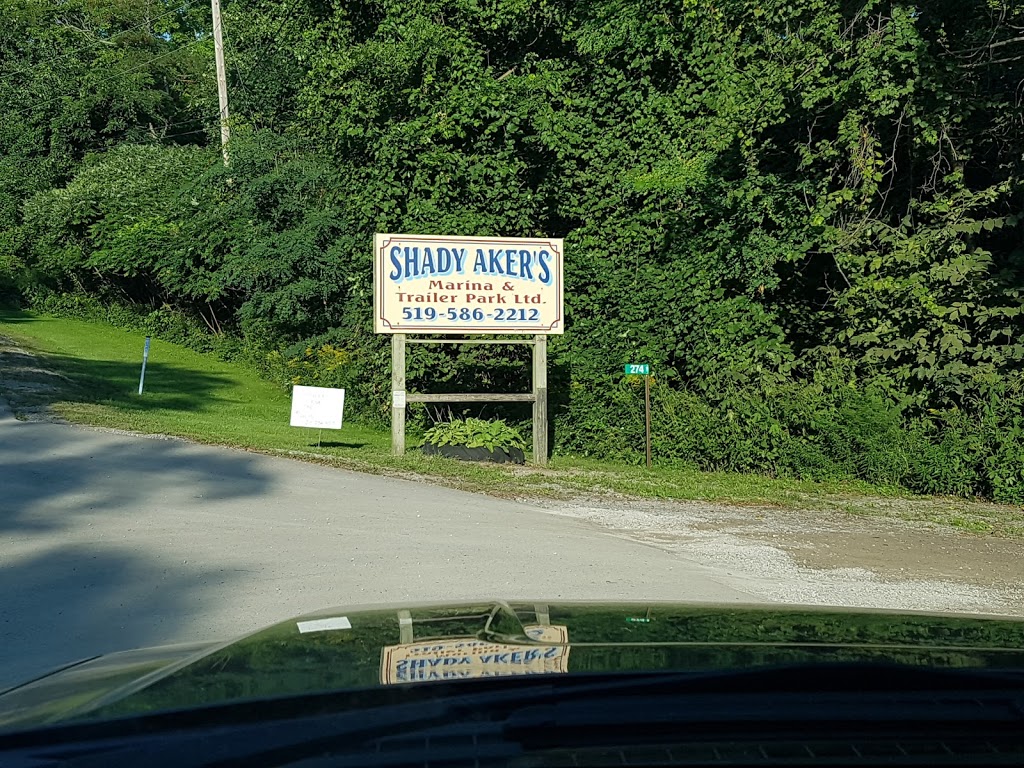 SHADY AKER'S
Marina &
Trailer Park Ltd.
519-586-2212
274